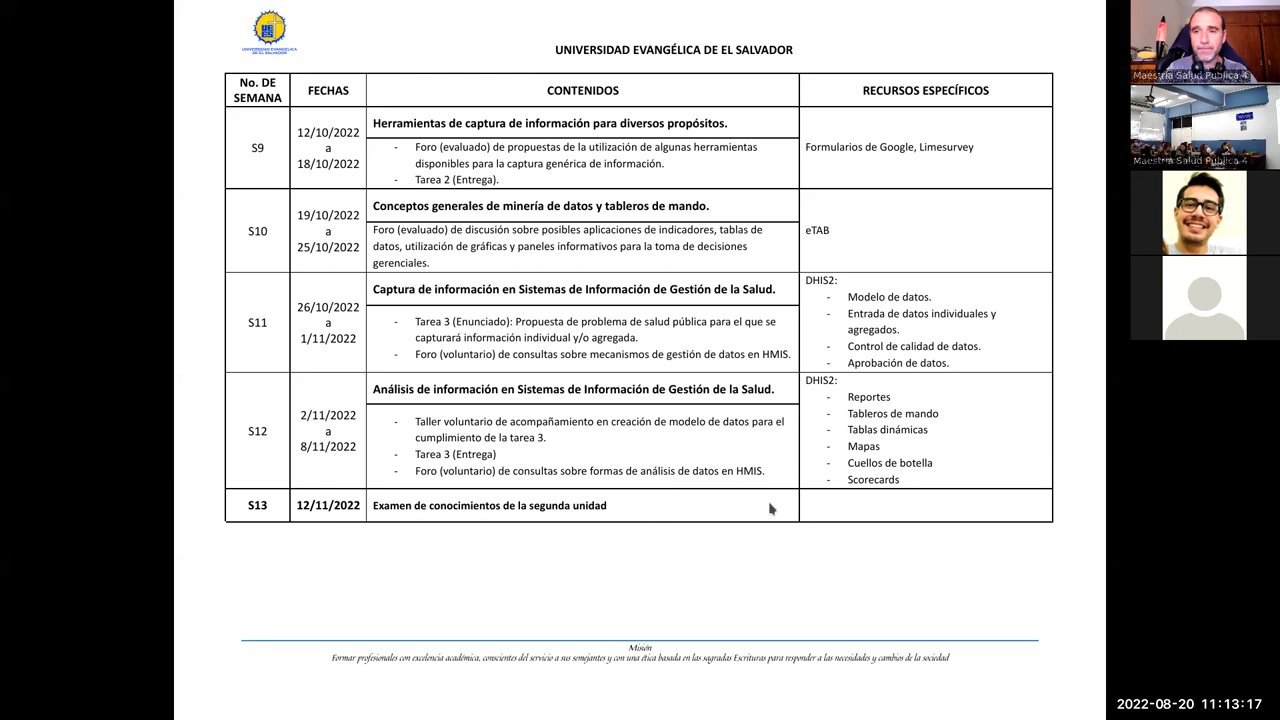 UNIVERSIDAD EVANGÉLICA
DE EL SALVADOR
UNIVERSIDAD EVANGÉLICA DE EL SALVADOR
No. DE
SEMANA
FECHAS
CONTENIDOS
RECURSOS ESPECÍFICOS
S9
12/10/2022
a
18/10/2022
Herramientas de captura de información para diversos propósitos.
- Foro (evaluado) de propuestas de la utilización de algunas herramientas
disponibles para la captura genérica de información.
- Tarea 2 (Entrega).
Formularios de Google, Limesurvey
S10
19/10/2022
a
25/10/2022
Conceptos generales de minería de datos y tableros de mando.
Foro (evaluado) de discusión sobre posibles aplicaciones de indicadores, tablas de
datos, utilización de gráficas y paneles informativos para la toma de decisiones
gerenciales.
eTAB
S11
26/10/2022
a
1/11/2022
Captura de información en Sistemas de Información de Gestión de la Salud.
- Tarea 3 (Enunciado): Propuesta de problema de salud pública para el que se
capturará información individual y/o agregada.
- Foro (voluntario) de consultas sobre mecanismos de gestión de datos en HMIS.
DHIS2:
- Modelo de datos.
- Entrada de datos individuales y
agregados.
- Control de calidad de datos.
- Aprobación de datos.
S12
2/11/2022
a
8/11/2022
Análisis de información en Sistemas de Información de Gestión de la Salud.
- Taller voluntario de acompañamiento en creación de modelo de datos para el
cumplimiento de la tarea 3.
- Tarea 3 (Entrega)
- Foro (voluntario) de consultas sobre formas de análisis de datos en HMIS.
DHIS2:
- Reportes
- Tableros de mando
- Tablas dinámicas
- Mapas
- Cuellos de botella
- Scorecards
S13
12/11/2022
Examen de conocimientos de la segunda unidad
Misión
Formar profesionales con excelencia académica, conscientes del servicio a sus semejantes y con una ética basada en las sagradas Escrituras para responder a las necesidades y cambios de la sociedad
Maestria Salud Publica 4
Maestria Salud Publica 4
2022-08-20 11:13:17